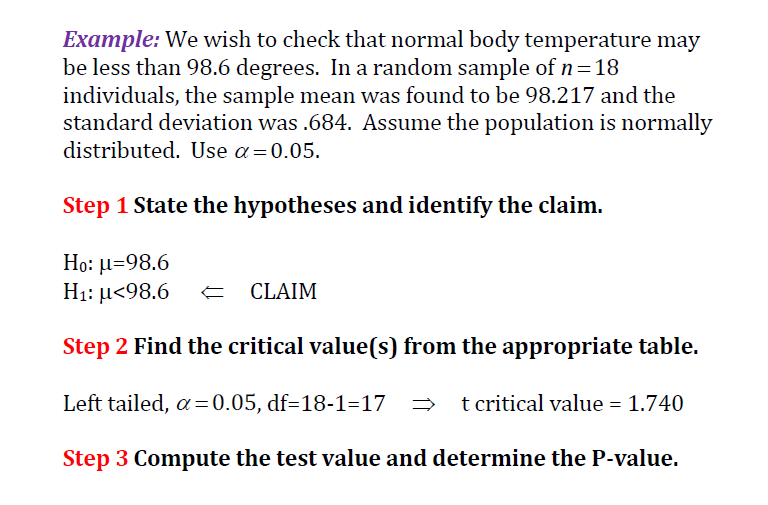 Example: We wish to check that normal body temperature may
be less than 98.6 degrees.  In a random sample of n=18
individuals, the sample mean was found to be 98.217 and the
standard deviation was .684.  Assume the population is normally
distributed.  Use α=0.05.
Step 1 State the hypotheses and identify the claim.
H₀: μ=98.6
H₁: μ<98.6 ⇐ CLAIM
Step 2 Find the critical value(s) from the appropriate table.
Left tailed, α=0.05, df=18-1=17 ⇒ t critical value = 1.740
Step 3 Compute the test value and determine the P-value.